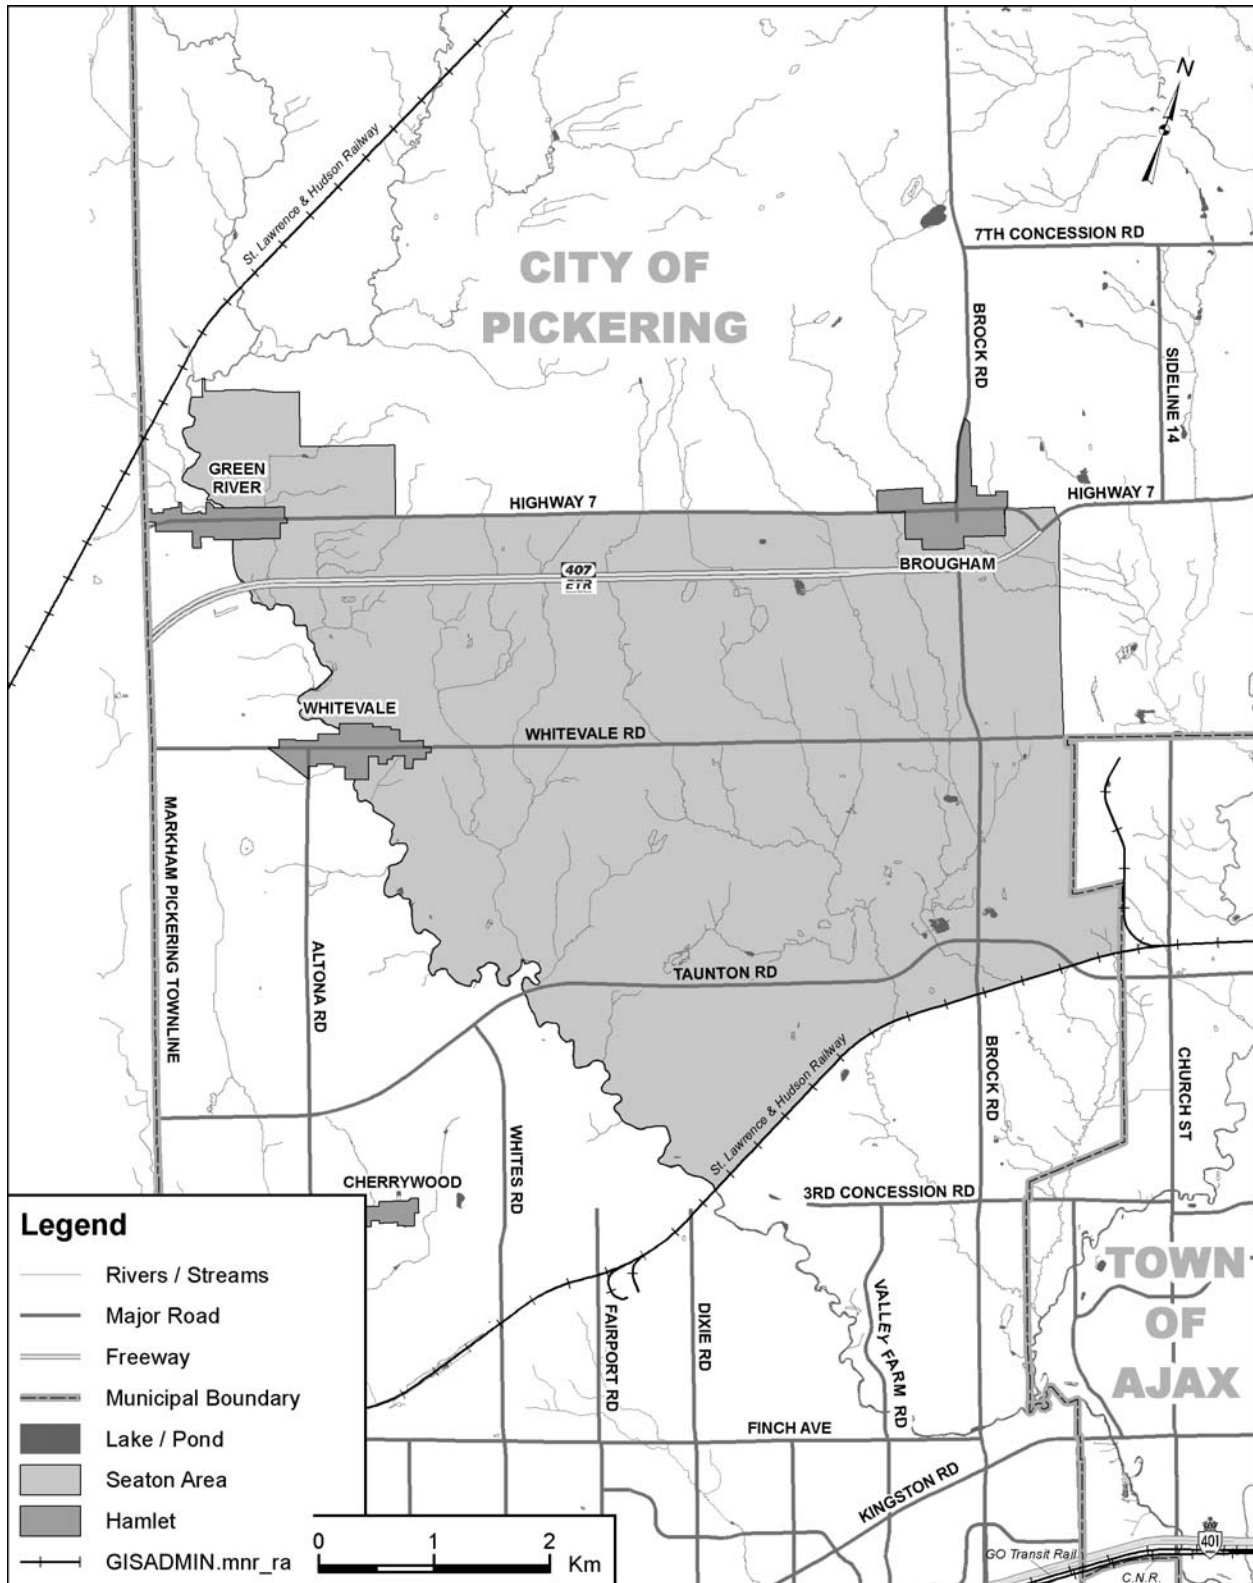 N
St. Lawrence & Hudson Railway
7TH CONCESSION RD
CITY OF
PICKERING
BROCK RD
SIDELINE 14
GREEN
RIVER
HIGHWAY 7
HIGHWAY 7
BROUGHAM
407
ETR
WHITEVALE
WHITEVALE RD
MARKHAM PICKERING TOWNLINE
ALTONA RD
TAUNTON RD
BROCK RD
CHURCH ST
St. Lawrence & Hudson Railway
WHITES RD
CHERRYWOOD
3RD CONCESSION RD
TOWN
OF
AJAX
FAIRPORT RD
DIXIE RD
VALLEY FARM RD
FINCH AVE
KINGSTON RD
401
GO Transit Rail
C.N.R.
Legend
Rivers / Streams
Major Road
Freeway
Municipal Boundary
Lake / Pond
Seaton Area
Hamlet
GISADMIN.mnr_ra
0 1 2
Km